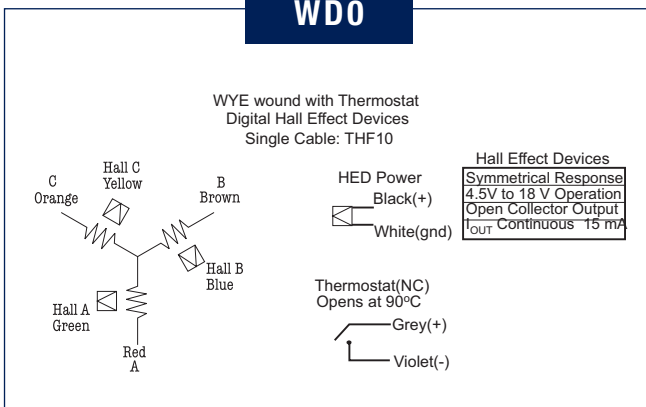 WD0
WYE wound with Thermostat
Digital Hall Effect Devices
Single Cable: THF10
C
Orange
Hall C
Yellow
B
Brown
Hall B
Blue
Hall A
Green
Red
A
HED Power
Black(+)
White(gnd)
Hall Effect Devices
Symmetrical Response
4.5V to 18 V Operation
Open Collector Output
IOUT Continuous 15 mA
Thermostat(NC)
Opens at 90ºC
Grey(+)
Violet(-)